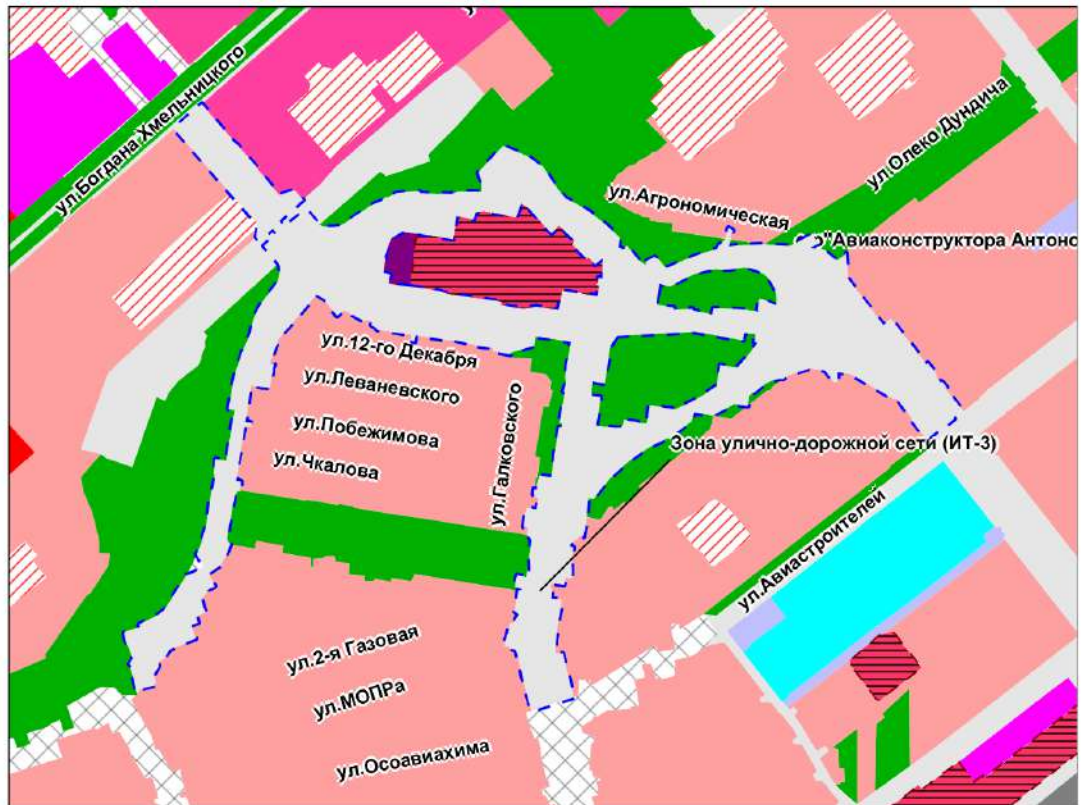 ул.Богдана Хмельницкого
ул.Олеко Дундича
ул.Агрономическая
"Авиаконструктора Антоно
ул.12-го Декабря
ул.Леваневского
ул.Побежимова
ул.Чкалова
ул.Галковского
Зона улично-дорожной сети (ИТ-3)
ул.Авиастроителей
ул.2-я Газовая
ул.МОПРа
ул.Осоавиахима